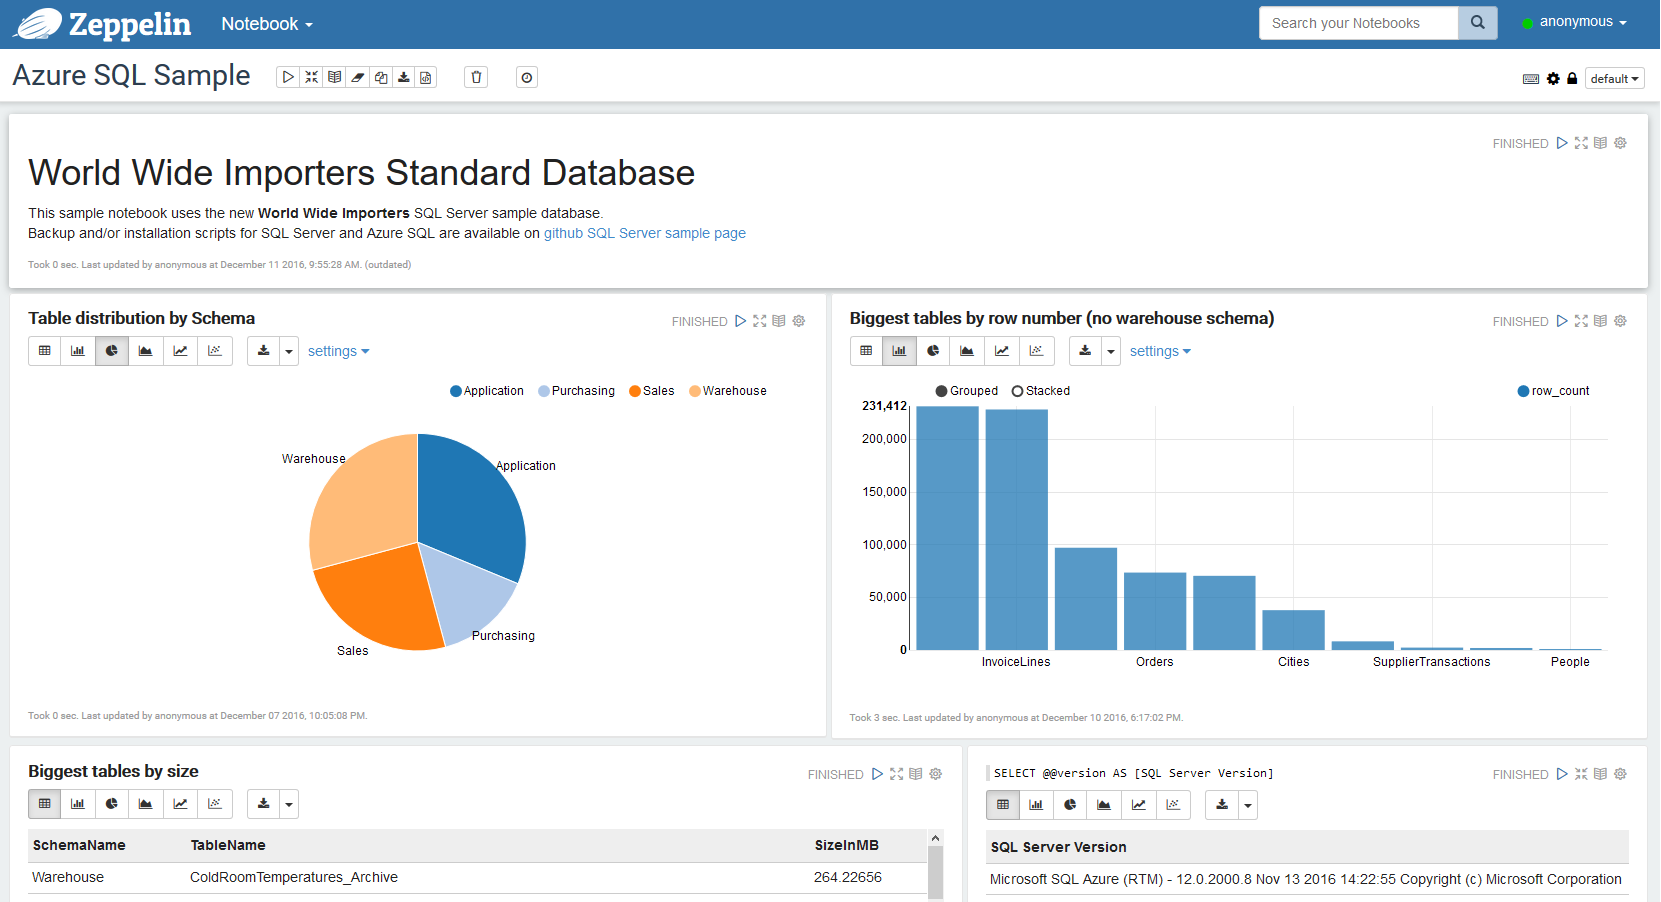 Zeppelin Notebook Search your Notebooks anonymous
Azure SQL Sample default
FINISHED
World Wide Importers Standard Database
This sample notebook uses the new World Wide Importers SQL Server sample database.
Backup and/or installation scripts for SQL Server and Azure SQL are available on github SQL Server sample page
Took 0 sec. Last updated by anonymous at December 11 2016, 9:55:28 AM. (outdated)
Table distribution by Schema
FINISHED
settings
Application Purchasing Sales Warehouse
Warehouse
Application
Purchasing
Sales
Took 0 sec. Last updated by anonymous at December 07 2016, 10:05:08 PM.
Biggest tables by row number (no warehouse schema)
FINISHED
settings
Grouped Stacked row_count
231,412
200,000
150,000
100,000
50,000
0
InvoiceLines Orders Cities SupplierTransactions People
Took 3 sec. Last updated by anonymous at December 10 2016, 6:17:02 PM.
Biggest tables by size
FINISHED
SchemaName TableName SizeInMB
Warehouse ColdRoomTemperatures_Archive 264.22656
SELECT @@version AS [SQL Server Version]
FINISHED
SQL Server Version
Microsoft SQL Azure (RTM) - 12.0.2000.8 Nov 13 2016 14:22:55 Copyright (c) Microsoft Corporation